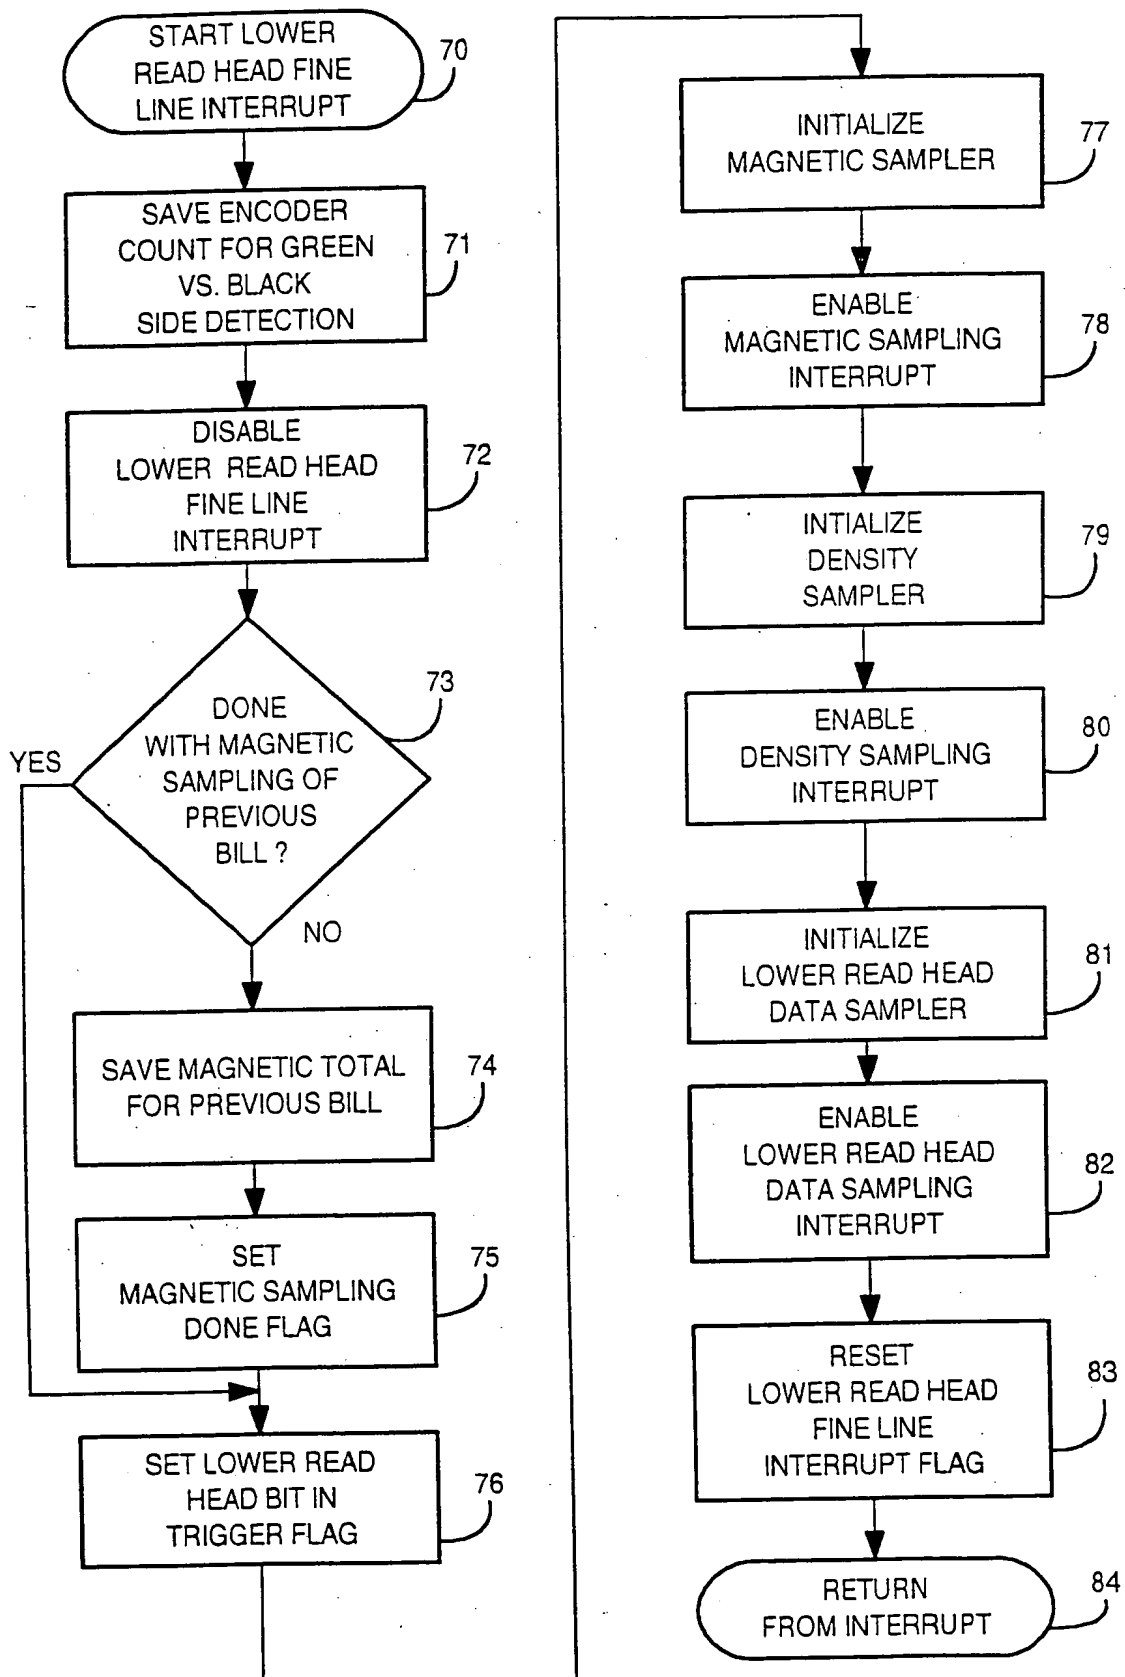 START LOWER
READ HEAD FINE
LINE INTERRUPT
70
SAVE ENCODER
COUNT FOR GREEN
VS. BLACK
SIDE DETECTION
71
DISABLE
LOWER READ HEAD
FINE LINE
INTERRUPT
72
DONE
WITH MAGNETIC
SAMPLING OF
PREVIOUS
BILL ?
73
YES
NO
SAVE MAGNETIC TOTAL
FOR PREVIOUS BILL
74
SET
MAGNETIC SAMPLING
DONE FLAG
75
SET LOWER READ
HEAD BIT IN
TRIGGER FLAG
76
INITIALIZE
MAGNETIC SAMPLER
77
ENABLE
MAGNETIC SAMPLING
INTERRUPT
78
INTIALIZE
DENSITY
SAMPLER
79
ENABLE
DENSITY SAMPLING
INTERRUPT
80
INITIALIZE
LOWER READ HEAD
DATA SAMPLER
81
ENABLE
LOWER READ HEAD
DATA SAMPLING
INTERRUPT
82
RESET
LOWER READ HEAD
FINE LINE
INTERRUPT FLAG
83
RETURN
FROM INTERRUPT
84